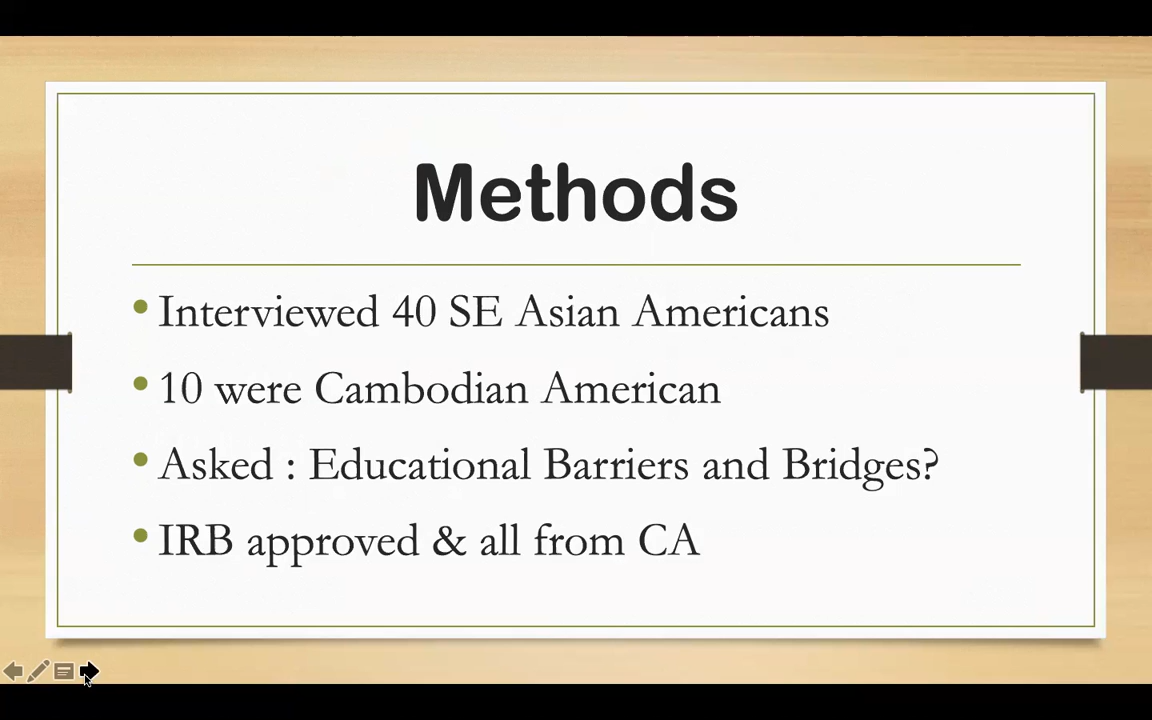 Methods
• Interviewed 40 SE Asian Americans
• 10 were Cambodian American
• Asked : Educational Barriers and Bridges?
• IRB approved & all from CA